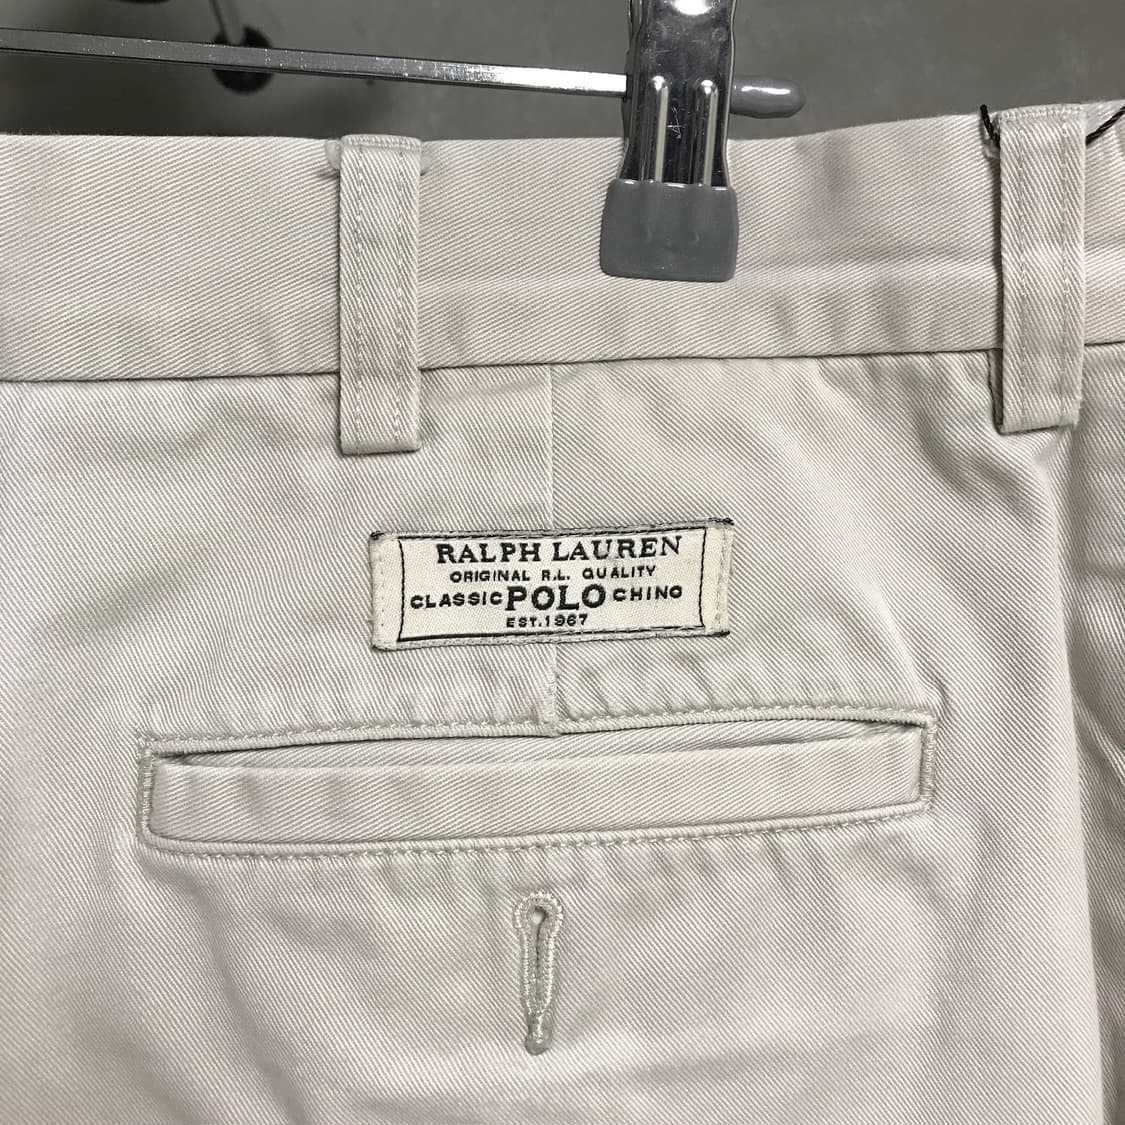 RALPH LAUREN
ORIGINAL R.L. QUALITY
CLASSIC POLO CHINO
EST. 1967